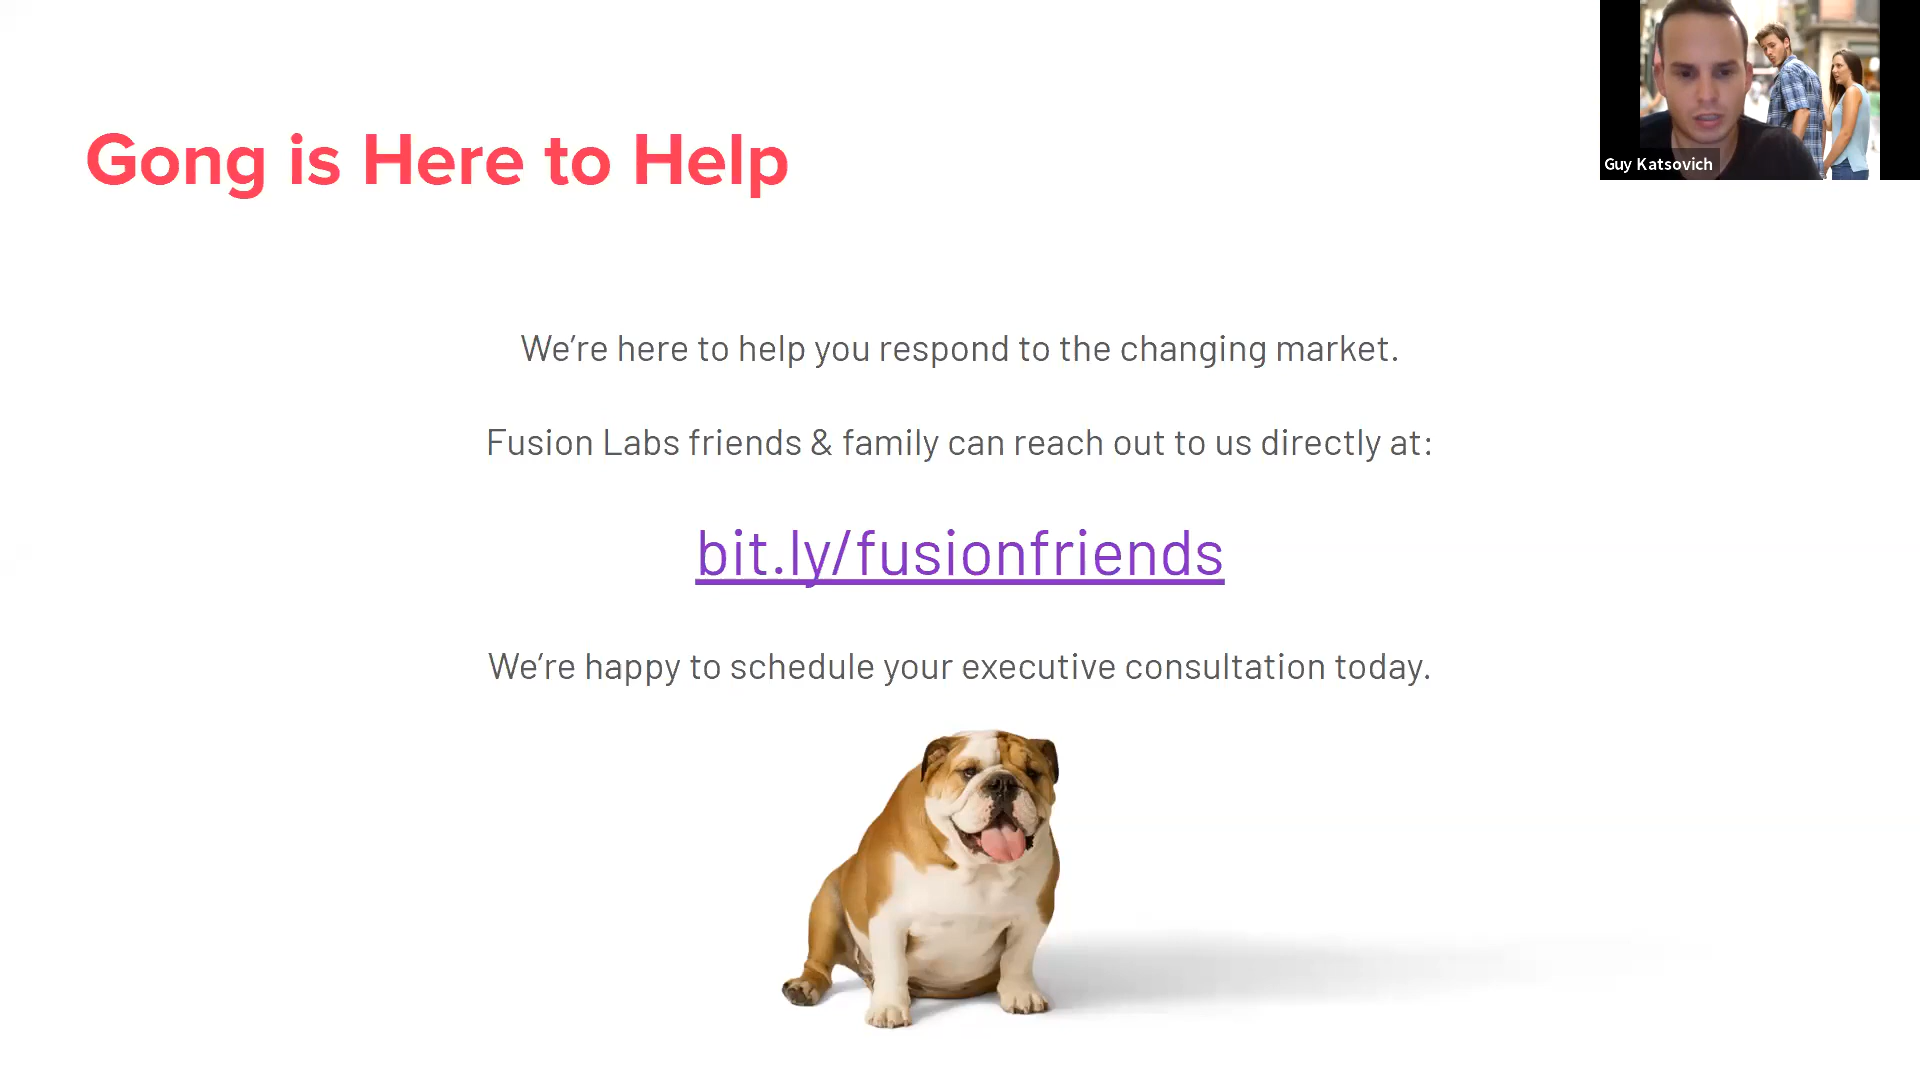 Gong is Here to Help
Guy Katsovich
We’re here to help you respond to the changing market.
Fusion Labs friends & family can reach out to us directly at:
bit.ly/fusionfriends
We’re happy to schedule your executive consultation today.